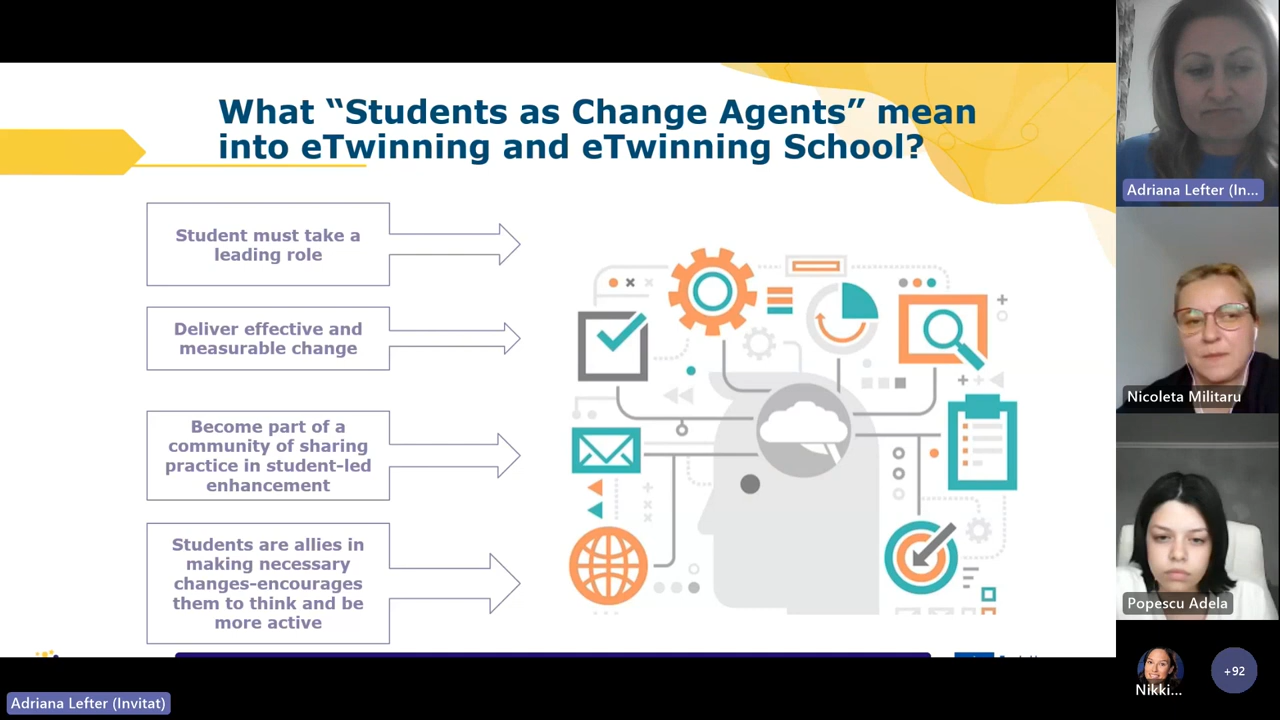 What “Students as Change Agents” mean
into eTwinning and eTwinning School?
Student must take a
leading role
Deliver effective and
measurable change
Become part of a
community of sharing
practice in student-led
enhancement
Students are allies in
making necessary
changes-encourages
them to think and be
more active
Adriana Lefter (In...
Nicoleta Militaru
Popescu Adela
Nikki...
+92
Adriana Lefter (Invitat)